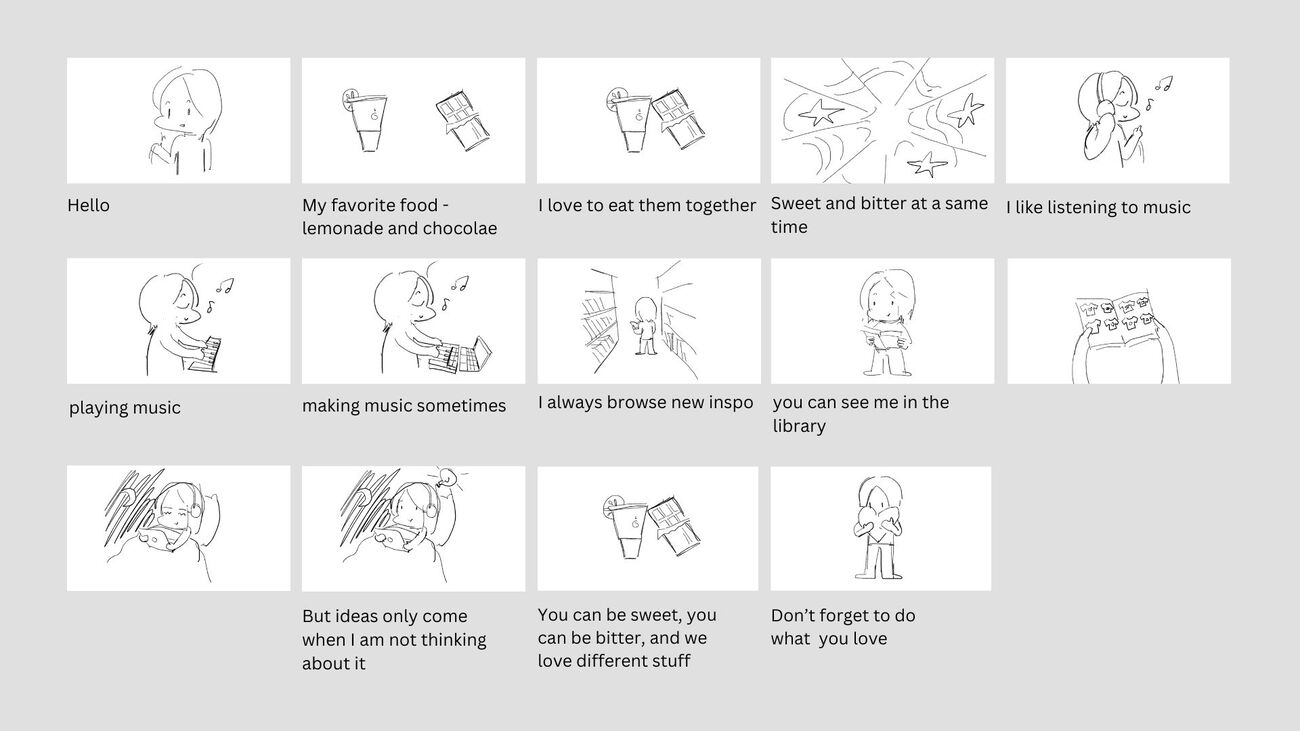 Hello
My favorite food -
lemonade and chocolae
I love to eat them together
Sweet and bitter at a same
time
I like listening to music
playing music
making music sometimes
I always browse new inspo
you can see me in the
library
But ideas only come
when I am not thinking
about it
You can be sweet, you
can be bitter, and we
love different stuff
Don’t forget to do
what  you love